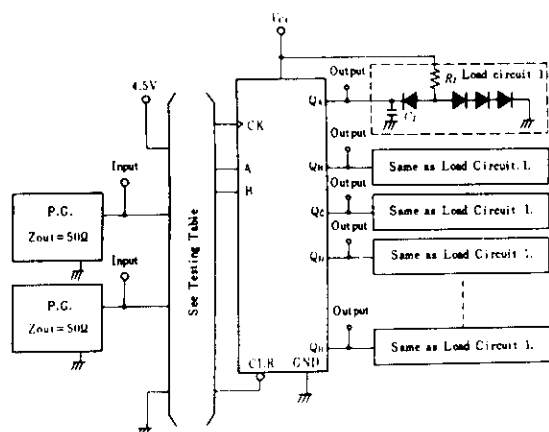 Vcc
Output
RL Load circuit 1
4.5V
QA
CL
CK
Output
Input
A
QB
Same as Load Circuit 1.
B
Output
P.G.
Zout=50Ω
See Testing Table
QC
Same as Load Circuit 1.
Output
Input
QD
Same as Load Circuit 1.
P.G.
Zout=50Ω
Output
QH
Same as Load Circuit 1.
CLR
GND